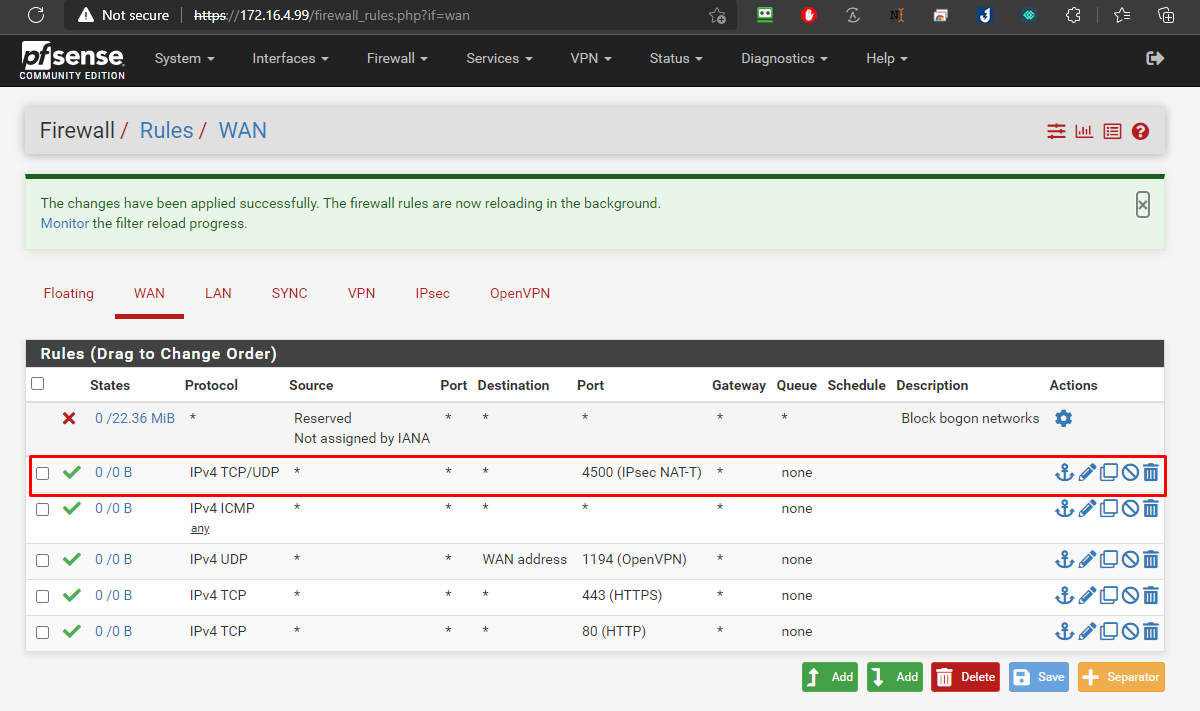 Not secure https://172.16.4.99/firewall_rules.php?if=wan
pfsense
COMMUNITY EDITION
System Interfaces Firewall Services VPN Status Diagnostics Help
Firewall / Rules / WAN
The changes have been applied successfully. The firewall rules are now reloading in the background.
Monitor the filter reload progress.
Floating WAN LAN SYNC VPN IPsec OpenVPN
Rules (Drag to Change Order)
States Protocol Source Port Destination Port Gateway Queue Schedule Description Actions
0 /22.36 MiB * Reserved * * * * * Block bogon networks
Not assigned by IANA
0 /0 B IPv4 TCP/UDP * * * 4500 (IPsec NAT-T) * none
0 /0 B IPv4 ICMP * * * * * none
any
0 /0 B IPv4 UDP * * WAN address 1194 (OpenVPN) * none
0 /0 B IPv4 TCP * * * 443 (HTTPS) * none
0 /0 B IPv4 TCP * * * 80 (HTTP) * none
Add Add Delete Save Separator